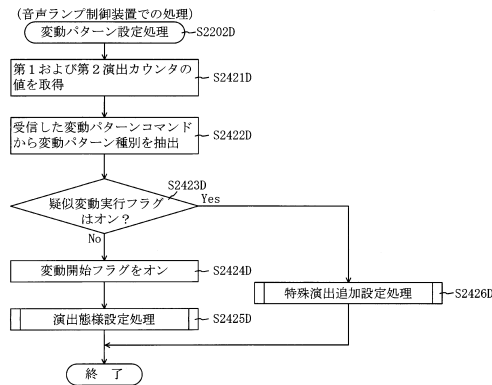 (音声ランプ制御装置での処理)
変動パターン設定処理
S2202D
第1および第2演出カウンタの
値を取得
S2421D
受信した変動パターンコマンド
から変動パターン種別を抽出
S2422D
S2423D
疑似変動実行フラグ
はオン?
Yes
No
変動開始フラグをオン
S2424D
特殊演出追加設定処理
S2426D
演出態様設定処理
S2425D
終 了